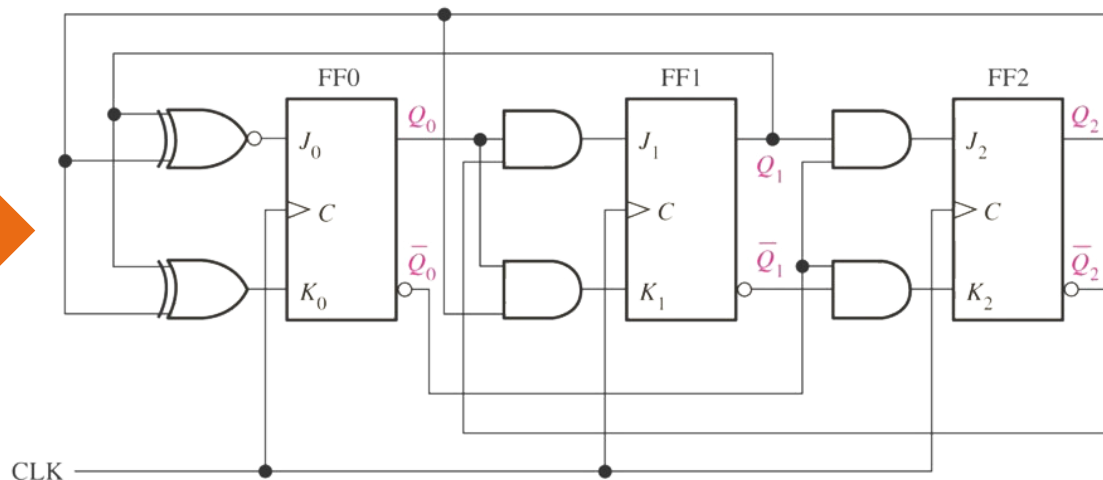 FF0 FF1 FF2
Q₀ Q₂
J₀ J₁ J₂
Q₁
C C C
Q̅₀ Q̅₁ Q̅₂
K₀ K₁ K₂
CLK